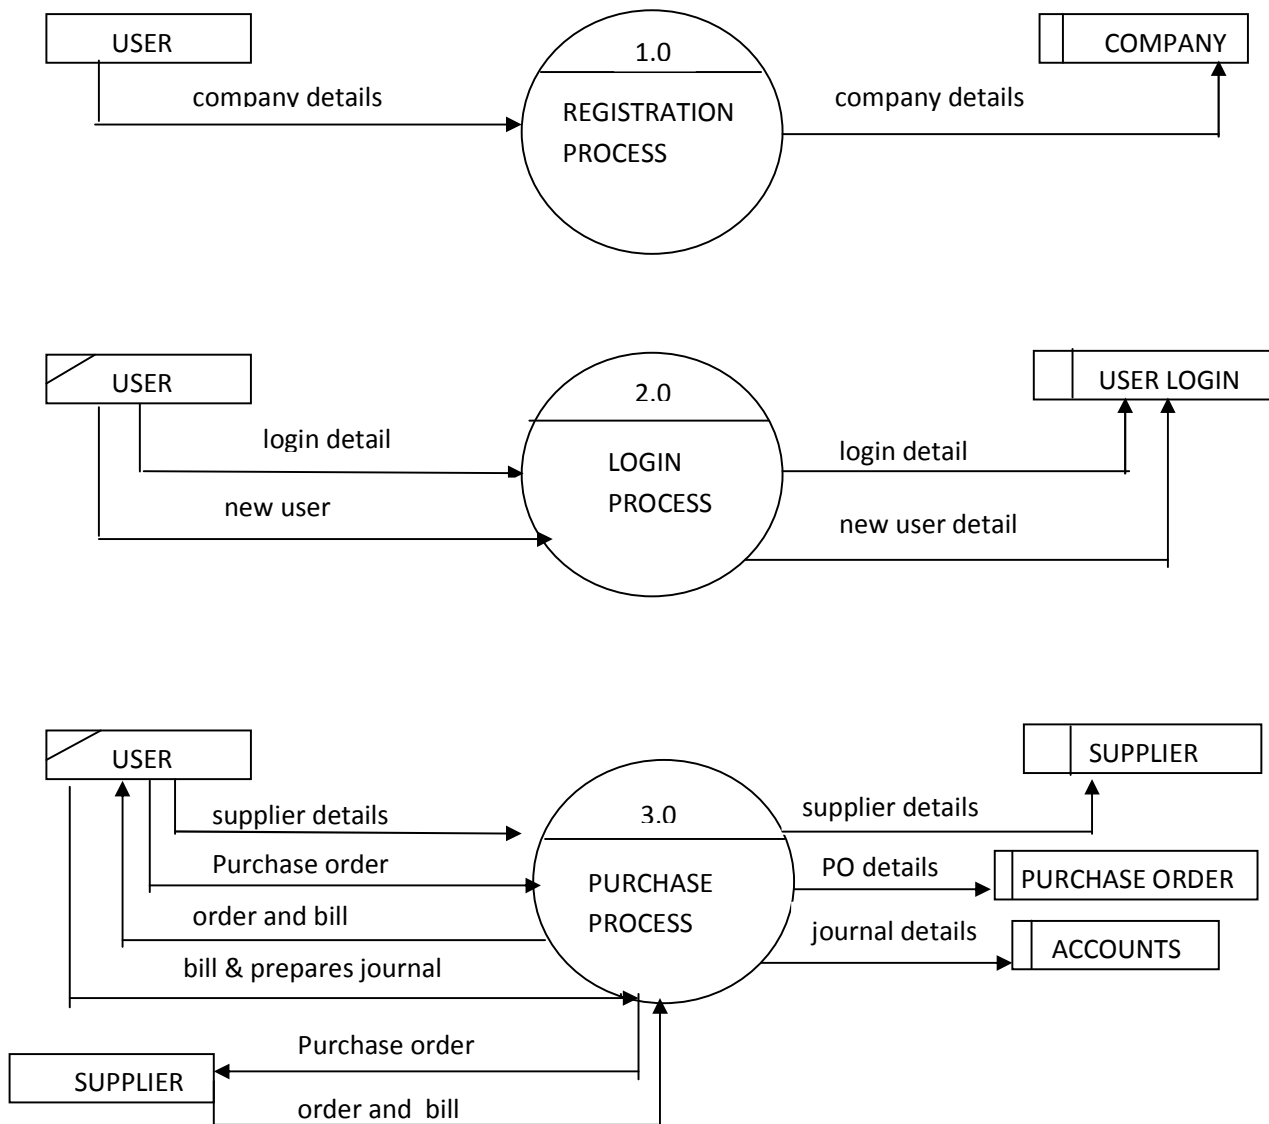 USER
1.0
COMPANY
company details
company details
REGISTRATION
PROCESS
USER
2.0
USER LOGIN
login detail
login detail
LOGIN
PROCESS
new user
new user detail
USER
SUPPLIER
supplier details
3.0
supplier details
Purchase order
PO details
PURCHASE ORDER
PURCHASE
PROCESS
order and bill
journal details
ACCOUNTS
bill & prepares journal
Purchase order
SUPPLIER
order and bill